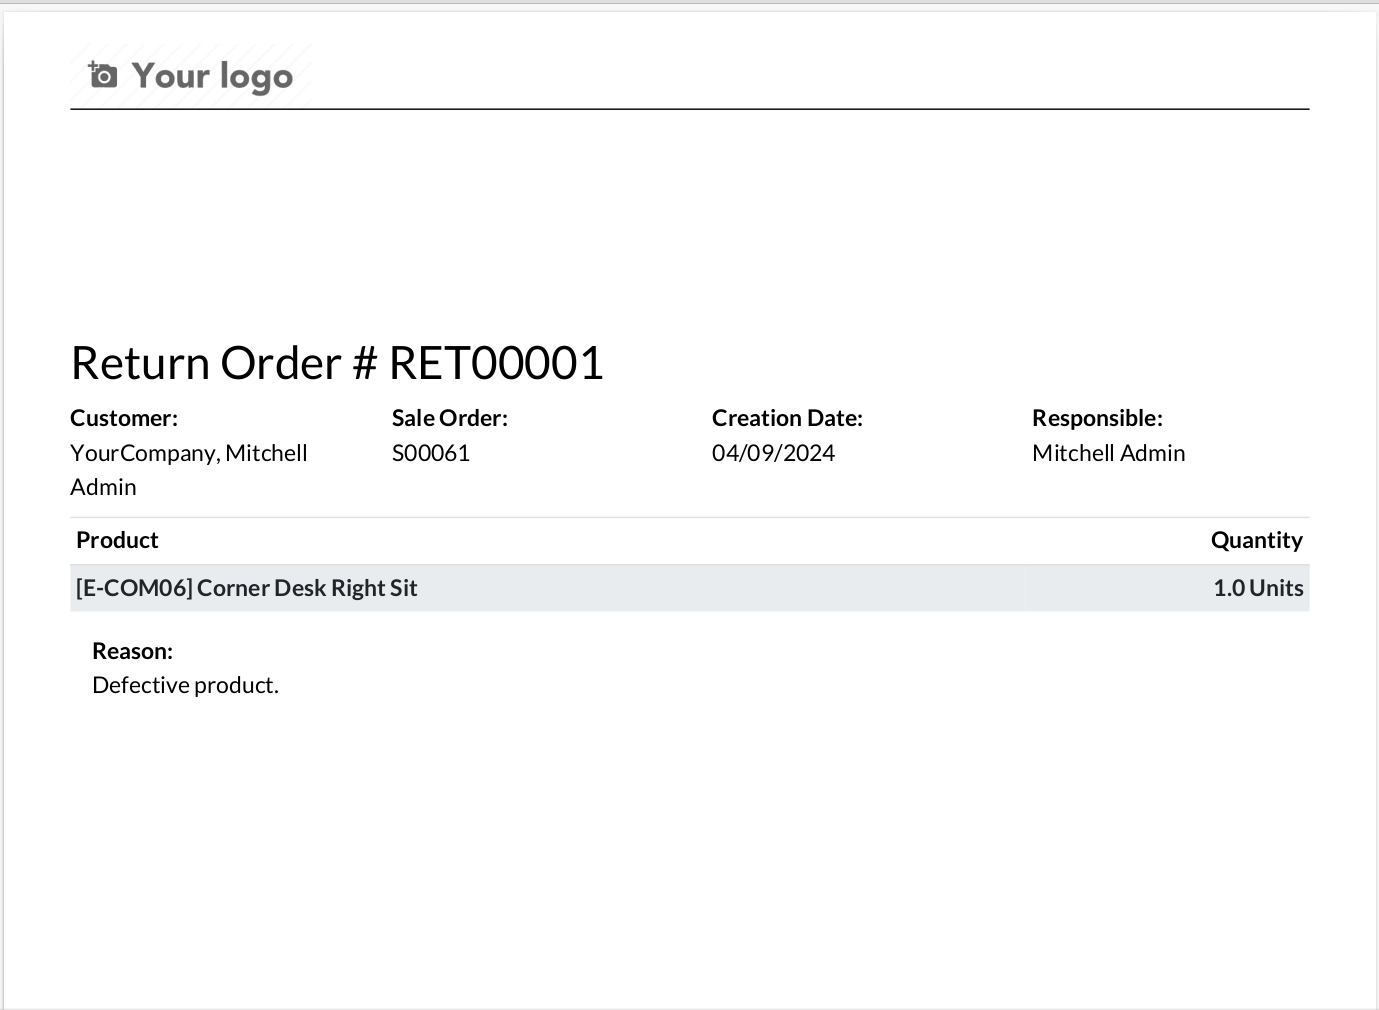 Your logo
Return Order # RET00001
Customer: Sale Order: Creation Date: Responsible:
YourCompany, Mitchell S00061 04/09/2024 Mitchell Admin
Admin
Product Quantity
[E-COM06] Corner Desk Right Sit 1.0 Units
Reason:
Defective product.